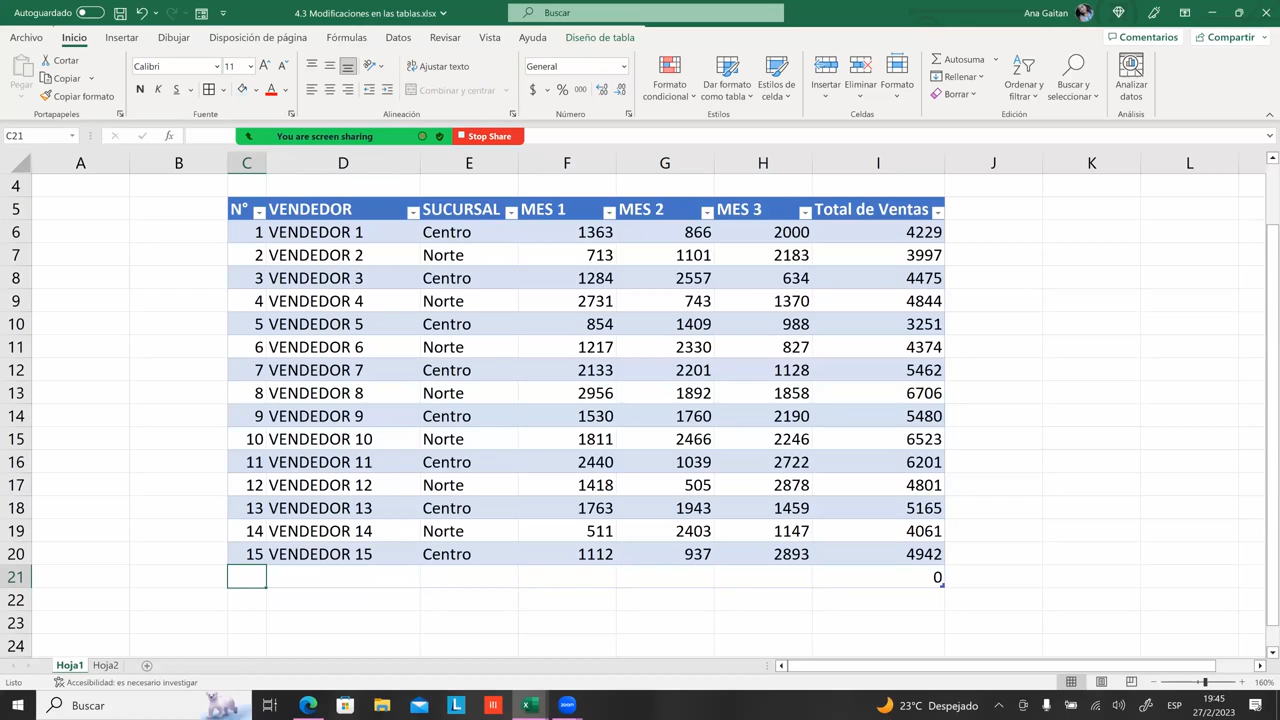 Autoguardado 4.3 Modificaciones en las tablas.xlsx Buscar Ana Gaitan
Archivo Inicio Insertar Dibujar Disposición de página Fórmulas Datos Revisar Vista Ayuda Diseño de tabla Comentarios Compartir
Pegar Cortar Copiar Copiar formato
Portapapeles
Calibri 11
N K S A
Fuente
Ajustar texto
Combinar y centrar
Alineación
General
$ % 000
Número
Formato condicional Dar formato como tabla Estilos de celda
Estilos
Insertar Eliminar Formato
Celdas
Autosuma
Rellenar
Borrar
Ordenar y filtrar Buscar y seleccionar
Edición
Analizar datos
Análisis
C21 fx You are screen sharing Stop Share
A B C D E F G H I J K L
4
5 N° VENDEDOR SUCURSAL MES 1 MES 2 MES 3 Total de Ventas
6 1 VENDEDOR 1 Centro 1363 866 2000 4229
7 2 VENDEDOR 2 Norte 713 1101 2183 3997
8 3 VENDEDOR 3 Centro 1284 2557 634 4475
9 4 VENDEDOR 4 Norte 2731 743 1370 4844
10 5 VENDEDOR 5 Centro 854 1409 988 3251
11 6 VENDEDOR 6 Norte 1217 2330 827 4374
12 7 VENDEDOR 7 Centro 2133 2201 1128 5462
13 8 VENDEDOR 8 Norte 2956 1892 1858 6706
14 9 VENDEDOR 9 Centro 1530 1760 2190 5480
15 10 VENDEDOR 10 Norte 1811 2466 2246 6523
16 11 VENDEDOR 11 Centro 2440 1039 2722 6201
17 12 VENDEDOR 12 Norte 1418 505 2878 4801
18 13 VENDEDOR 13 Centro 1763 1943 1459 5165
19 14 VENDEDOR 14 Norte 511 2403 1147 4061
20 15 VENDEDOR 15 Centro 1112 937 2893 4942
21 0
22
23
24
Hoja1 Hoja2
Listo Accesibilidad: es necesario investigar 160%
Buscar 23°C Despejado ESP 19:45
27/2/2023